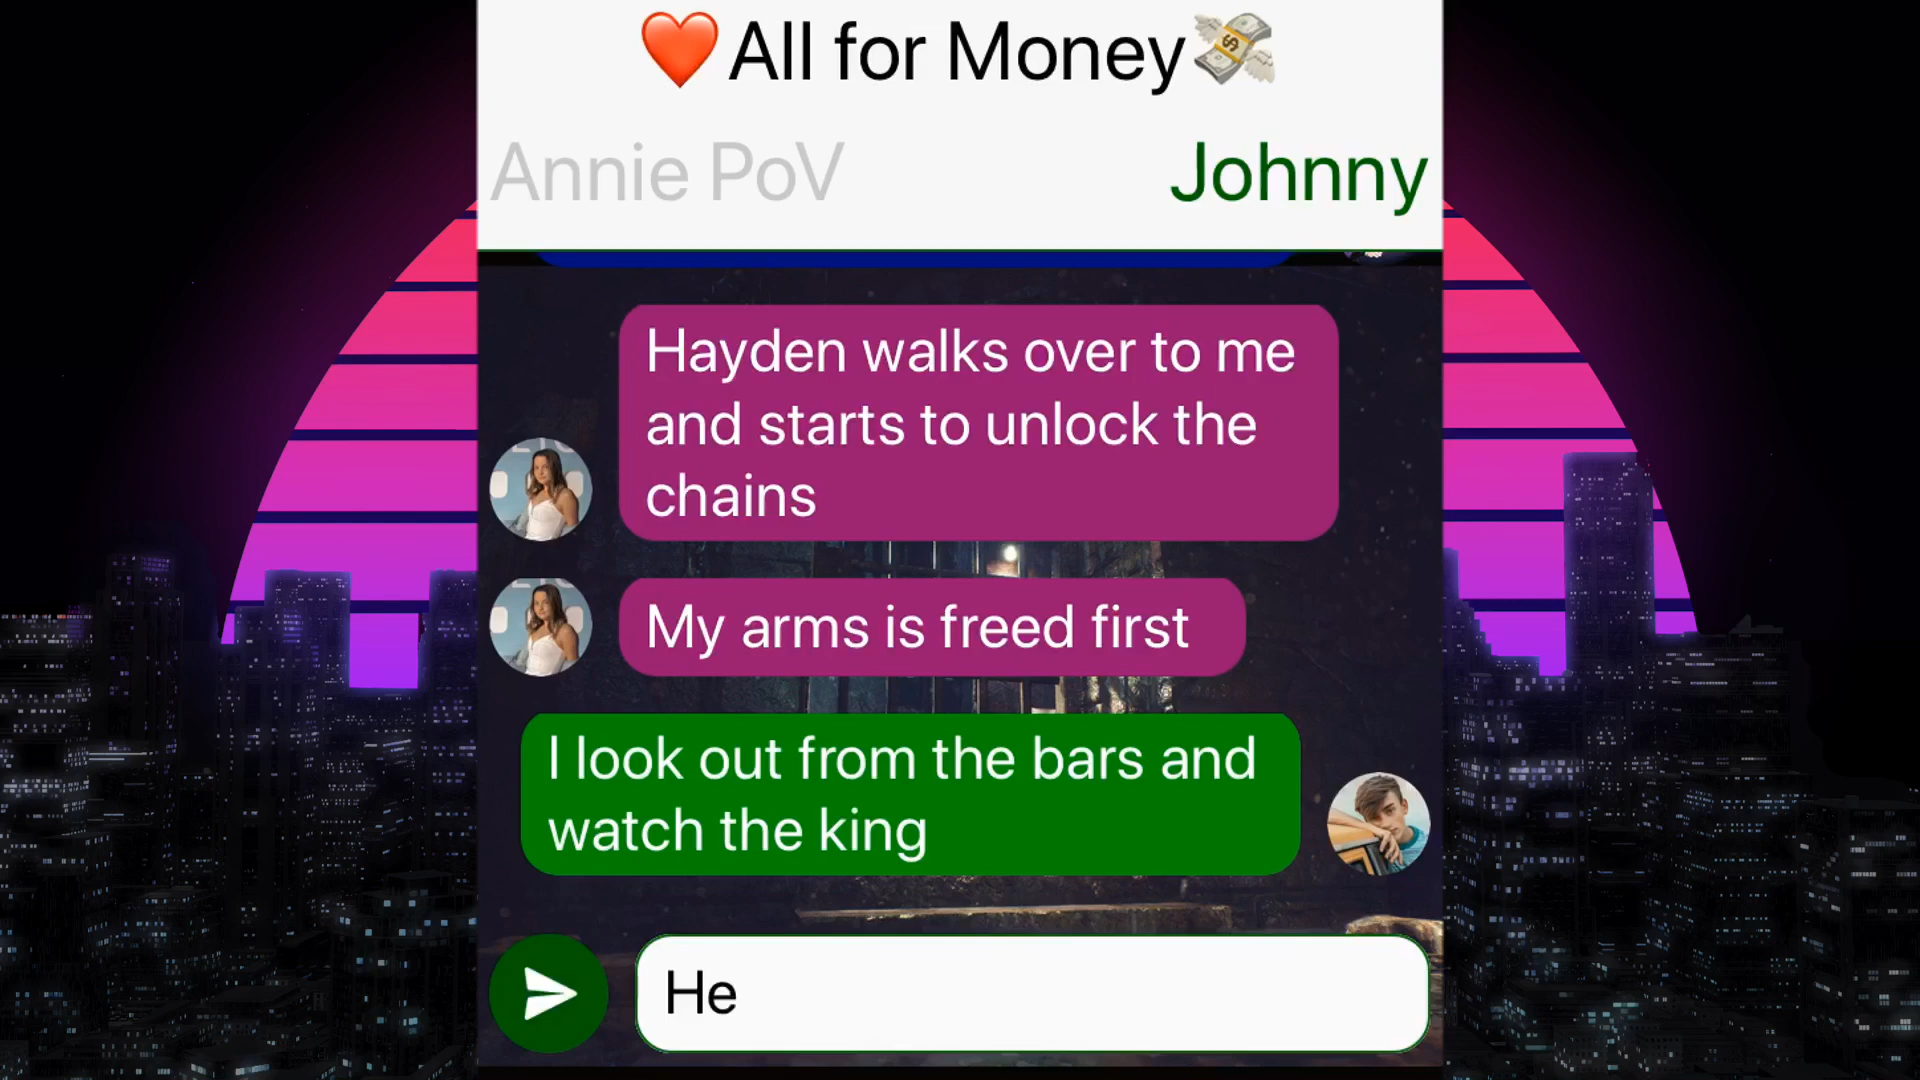 ❤️All for Money💸
Annie PoV
Johnny
Hayden walks over to me
and starts to unlock the
chains
My arms is freed first
I look out from the bars and
watch the king
He